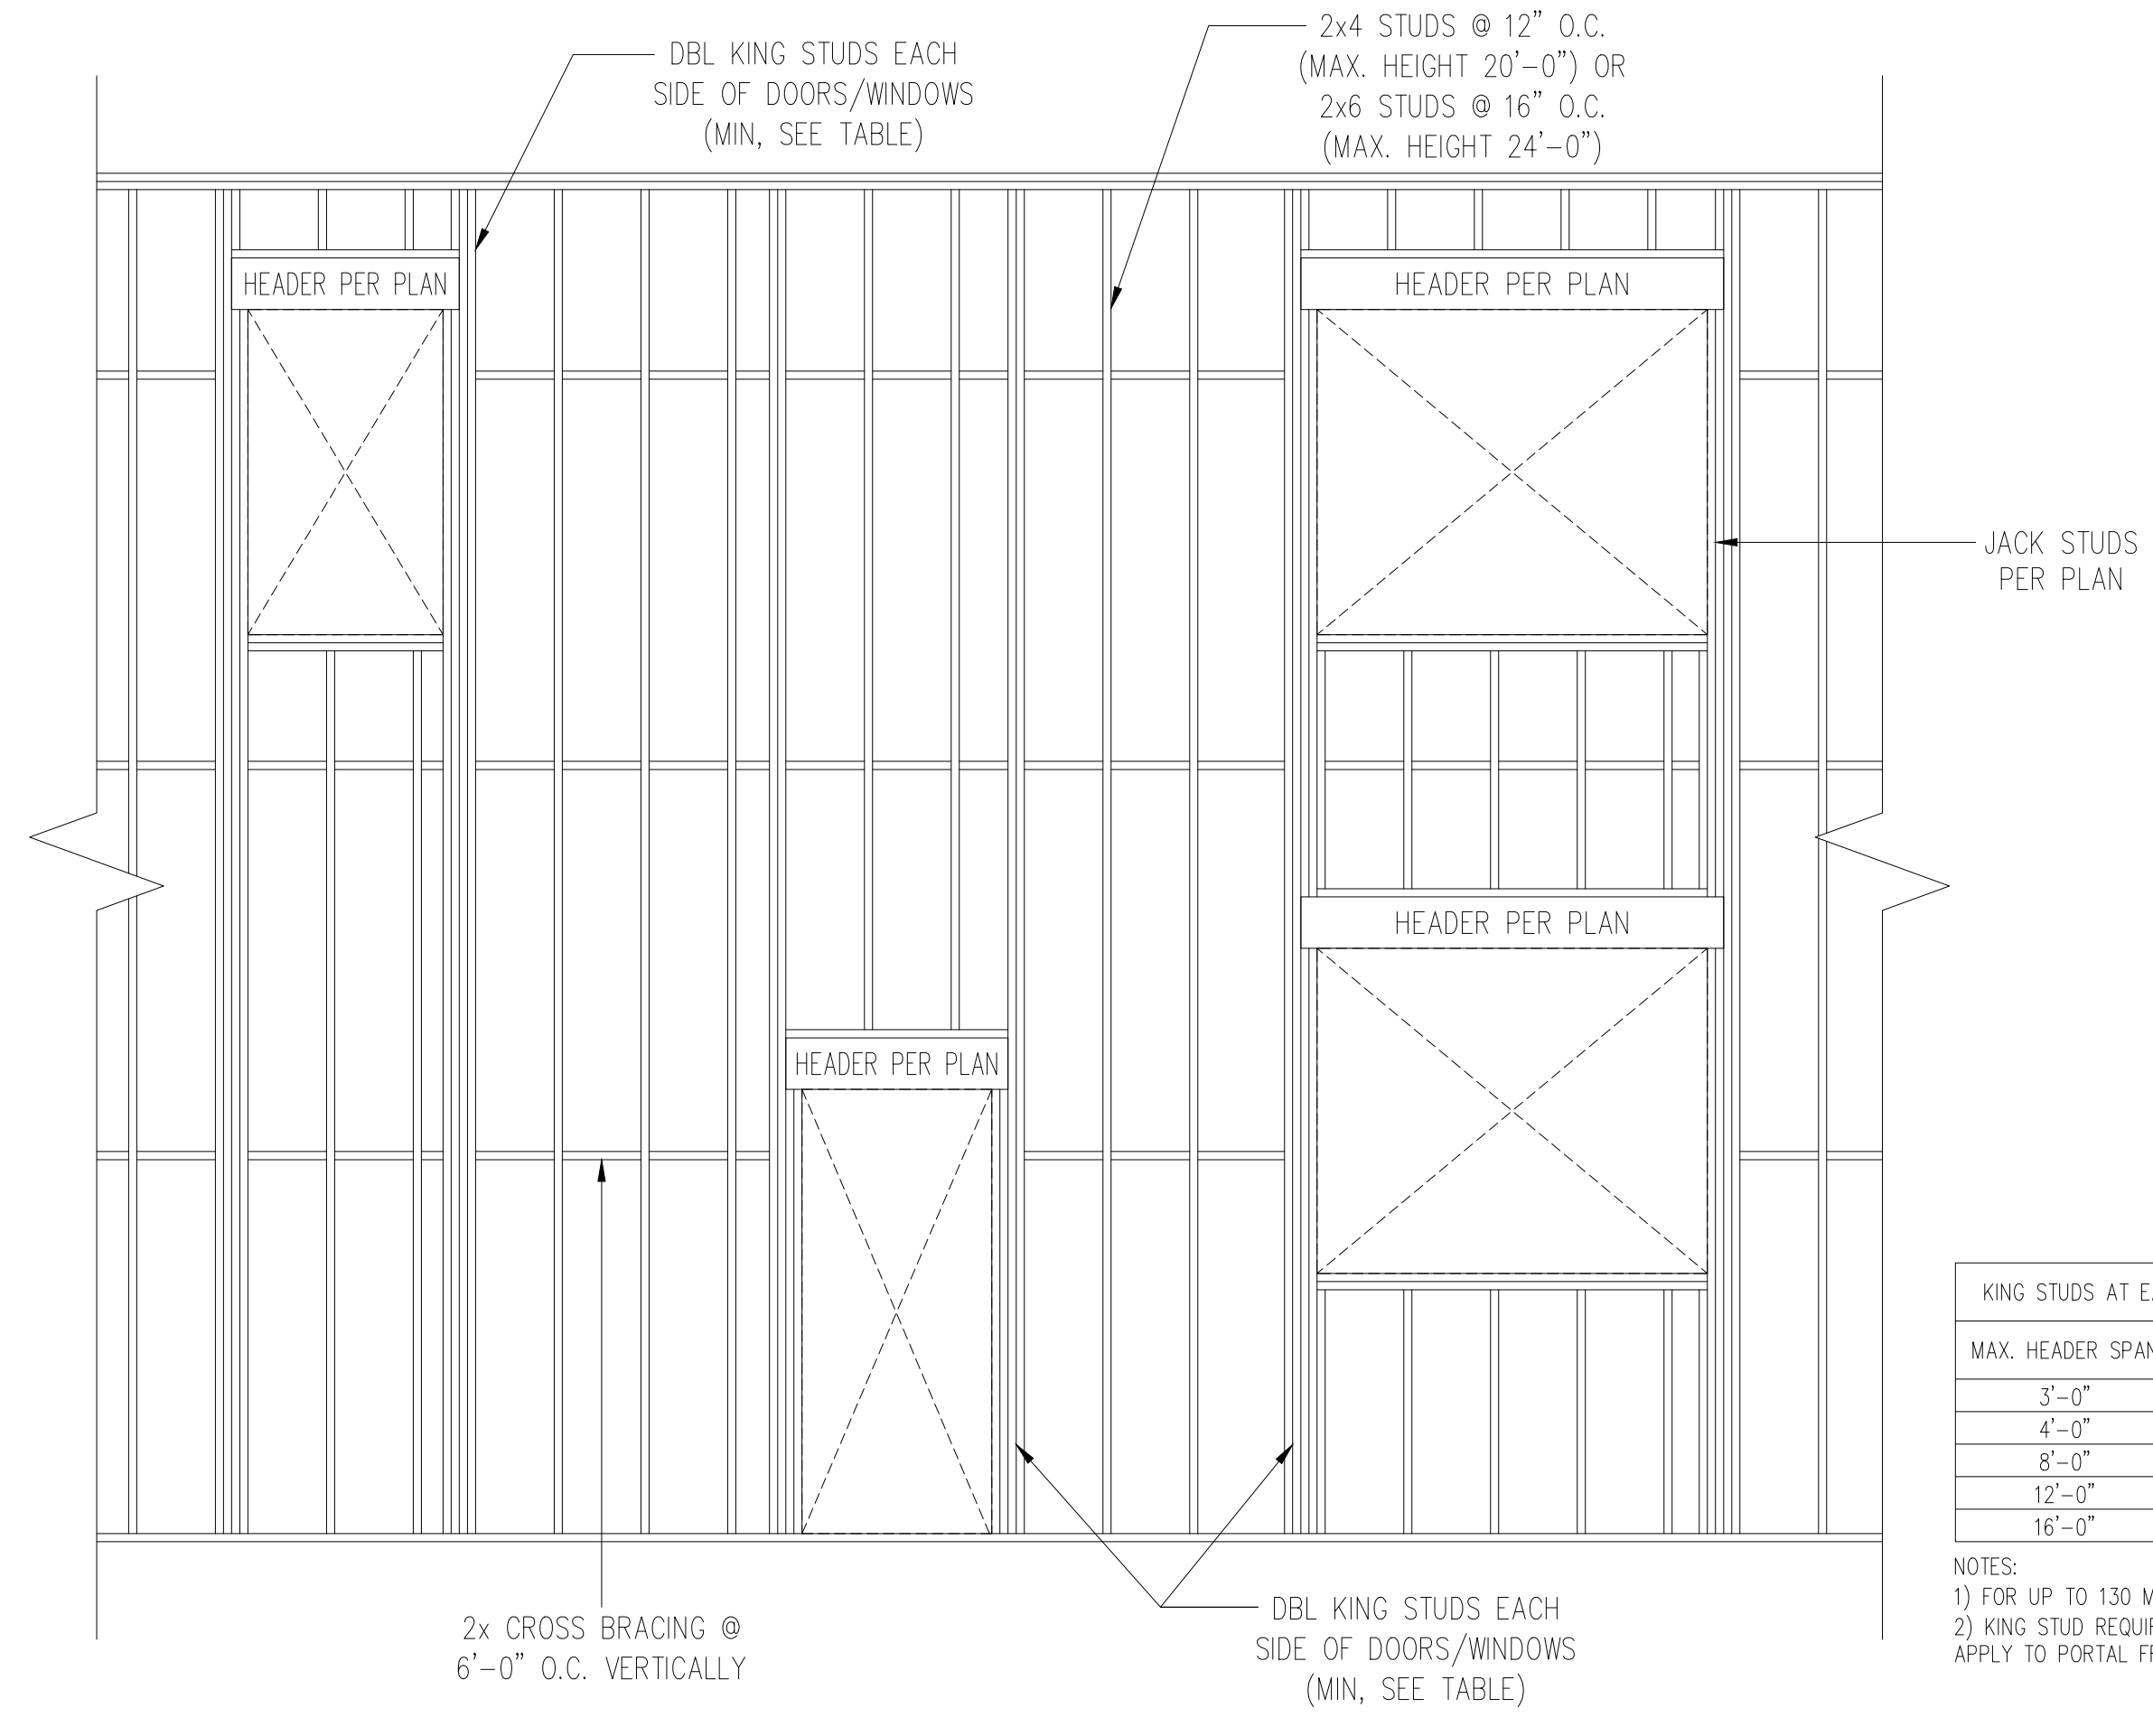 2x4 STUDS @ 12" O.C.
(MAX. HEIGHT 20'-0") OR
2x6 STUDS @ 16" O.C.
(MAX. HEIGHT 24'-0")
DBL KING STUDS EACH
SIDE OF DOORS/WINDOWS
(MIN, SEE TABLE)
HEADER PER PLAN
HEADER PER PLAN
JACK STUDS
PER PLAN
HEADER PER PLAN
HEADER PER PLAN
KING STUDS AT
MAX. HEADER SPAN
3'-0"
4'-0"
8'-0"
12'-0"
16'-0"
NOTES:
1) FOR UP TO 130
2) KING STUD
APPLY TO PORTAL
2x CROSS BRACING @
6'-0" O.C. VERTICALLY
DBL KING STUDS EACH
SIDE OF DOORS/WINDOWS
(MIN, SEE TABLE)